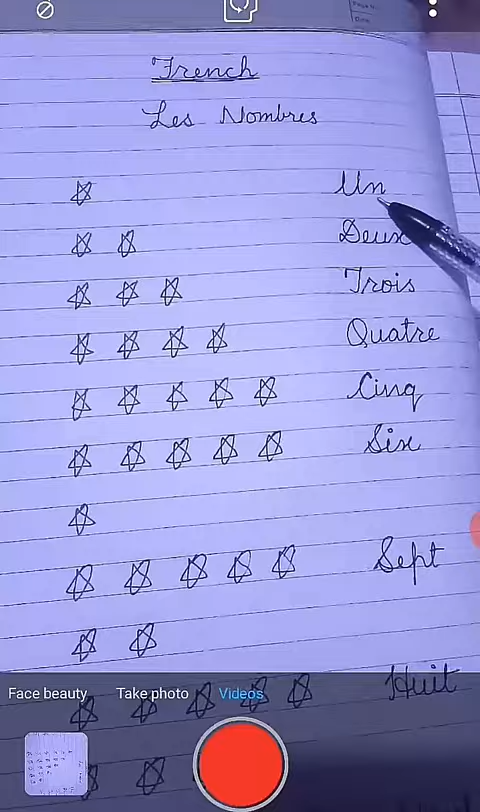 French
Les Nombres
Un
Deux
Trois
Quatre
Cinq
Six
Sept
Huit
Face beauty Take photo Videos